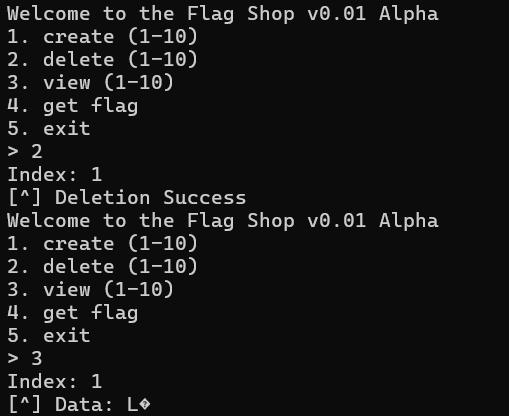 Welcome to the Flag Shop v0.01 Alpha
1. create (1-10)
2. delete (1-10)
3. view (1-10)
4. get flag
5. exit
> 2
Index: 1
[^] Deletion Success
Welcome to the Flag Shop v0.01 Alpha
1. create (1-10)
2. delete (1-10)
3. view (1-10)
4. get flag
5. exit
> 3
Index: 1
[^] Data: L�